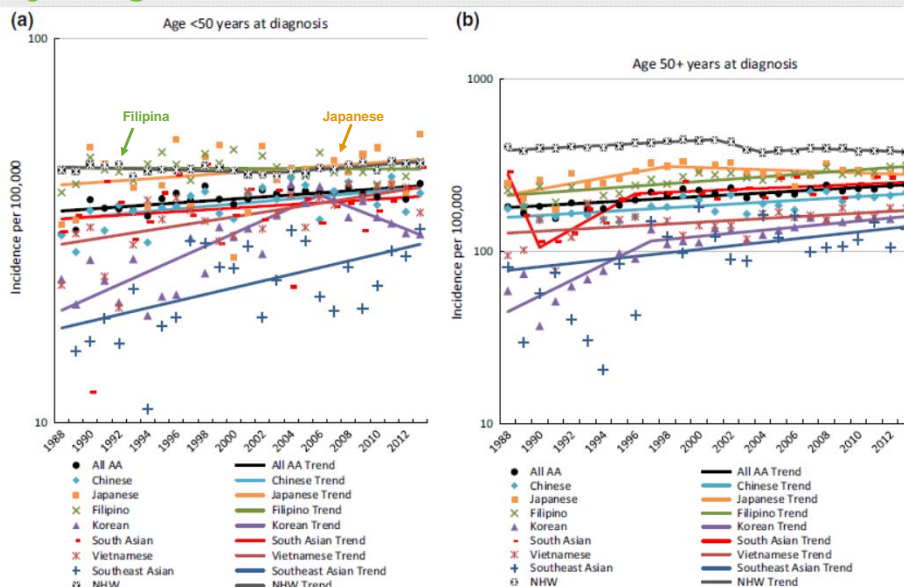 (a)
Age <50 years at diagnosis
100
Filipina
Japanese
Incidence per 100,000
10
1988
1990
1992
1994
1996
1998
2000
2002
2004
2006
2008
2010
2012
All AA
Chinese
Japanese
Filipino
Korean
South Asian
Vietnamese
Southeast Asian
NHW
All AA Trend
Chinese Trend
Japanese Trend
Filipino Trend
Korean Trend
South Asian Trend
Vietnamese Trend
Southeast Asian Trend
NHW Trend
(b)
Age 50+ years at diagnosis
1000
100
Incidence per 100,000
10
1988
1990
1992
1994
1996
1998
2000
2002
2004
2006
2008
2010
2012
All AA
Chinese
Japanese
Filipino
Korean
South Asian
Vietnamese
Southeast Asian
NHW
All AA Trend
Chinese Trend
Japanese Trend
Filipino Trend
Korean Trend
South Asian Trend
Vietnamese Trend
Southeast Asian Trend
NHW Trend